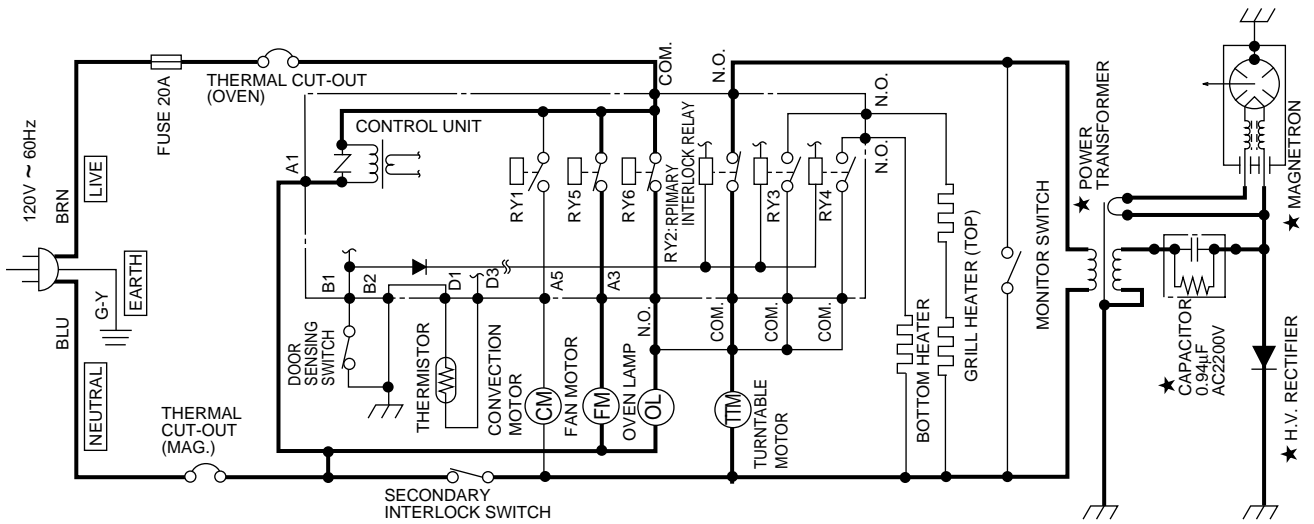 120V ~ 60Hz
BRN
LIVE
G-Y
EARTH
BLU
NEUTRAL
FUSE 20A
THERMAL CUT-OUT
(OVEN)
THERMAL
CUT-OUT
(MAG.)
A1
CONTROL UNIT
COM.
N.O.
RY1
RY5
RY6
RY2:RPIMARY
INTERLOCK RELAY
RY3
RY4
N.O.
N.O.
B1
B2
D1
D3
A5
A3
N.O.
COM.
COM.
COM.
DOOR
SENSING
SWITCH
THERMISTOR
CONVECTION
MOTOR
CM
FAN MOTOR
FM
OVEN LAMP
OL
TURNTABLE
MOTOR
TTM
BOTTOM HEATER
GRILL HEATER (TOP)
SECONDARY
INTERLOCK SWITCH
MONITOR SWITCH
★ POWER
TRANSFORMER
★ CAPACITOR
0.94µF
AC2200V
★ MAGNETRON
★ H.V. RECTIFIER